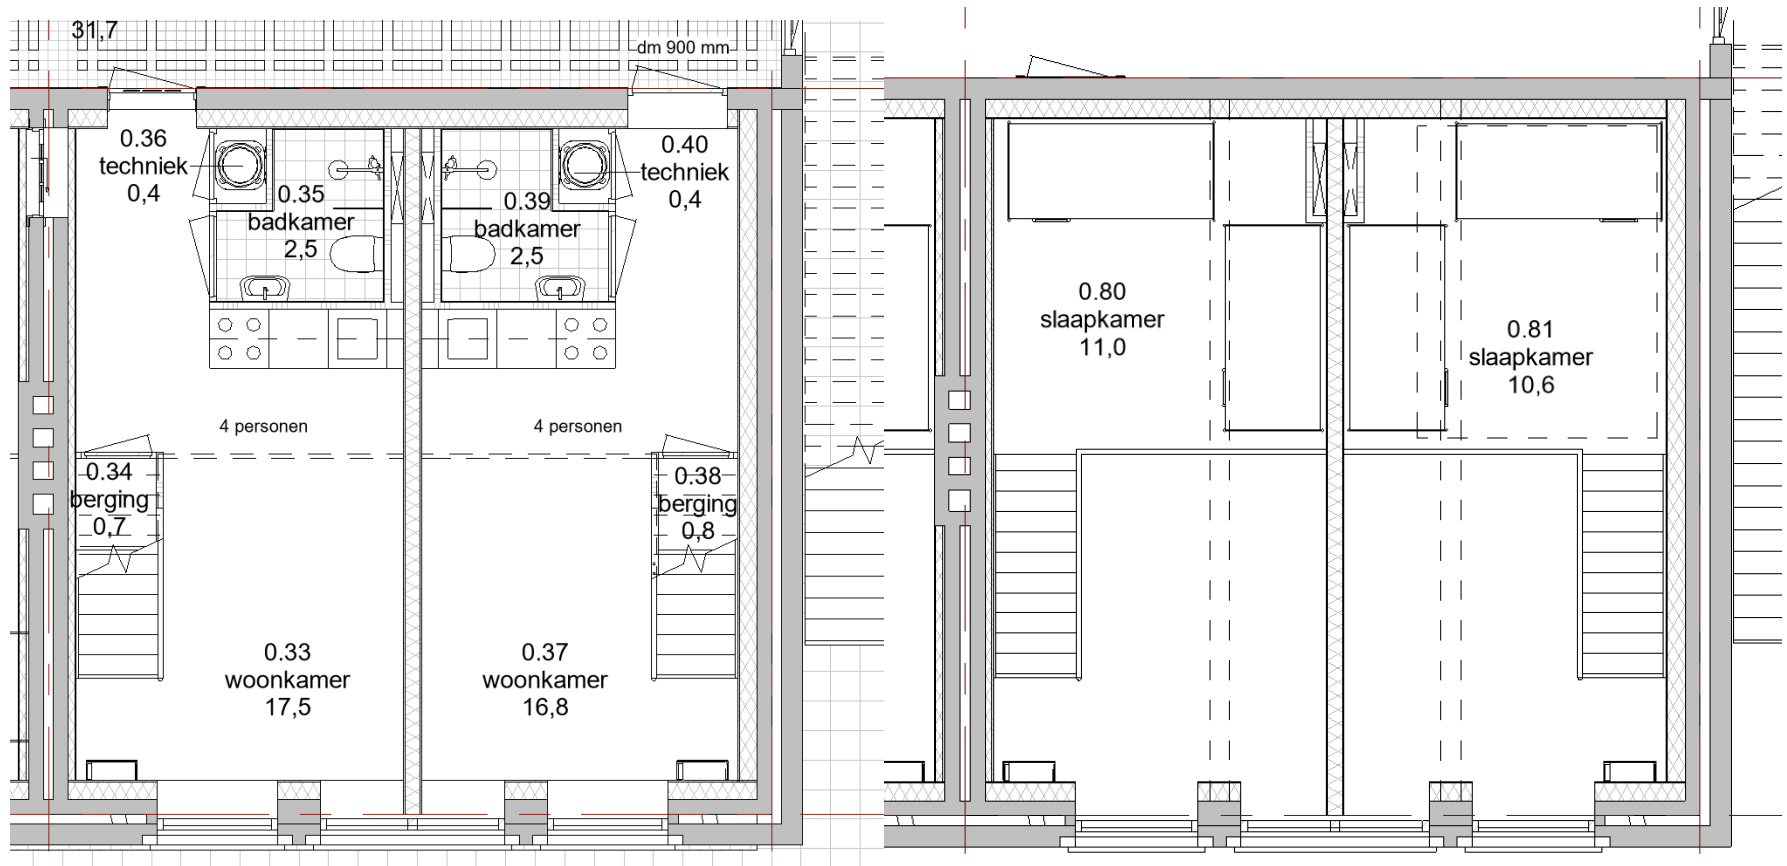 31,7
dm 900 mm
0.36
techniek
0,4
0.35
badkamer
2,5
0.39
badkamer
2,5
0.40
techniek
0,4
4 personen
4 personen
0.34
berging
0,7
0.38
berging
0,8
0.33
woonkamer
17,5
0.37
woonkamer
16,8
0.80
slaapkamer
11,0
0.81
slaapkamer
10,6